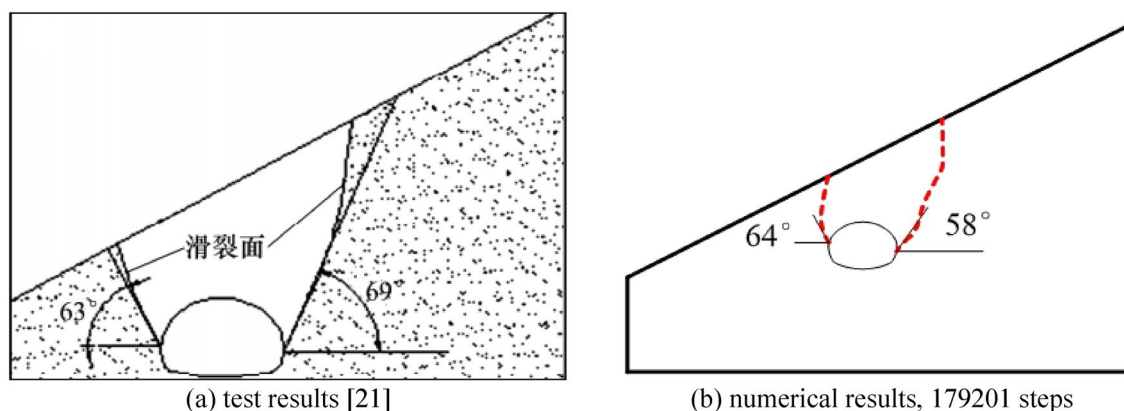 滑裂面
63°
69°
(a) test results [21]
64°
58°
(b) numerical results, 179201 steps